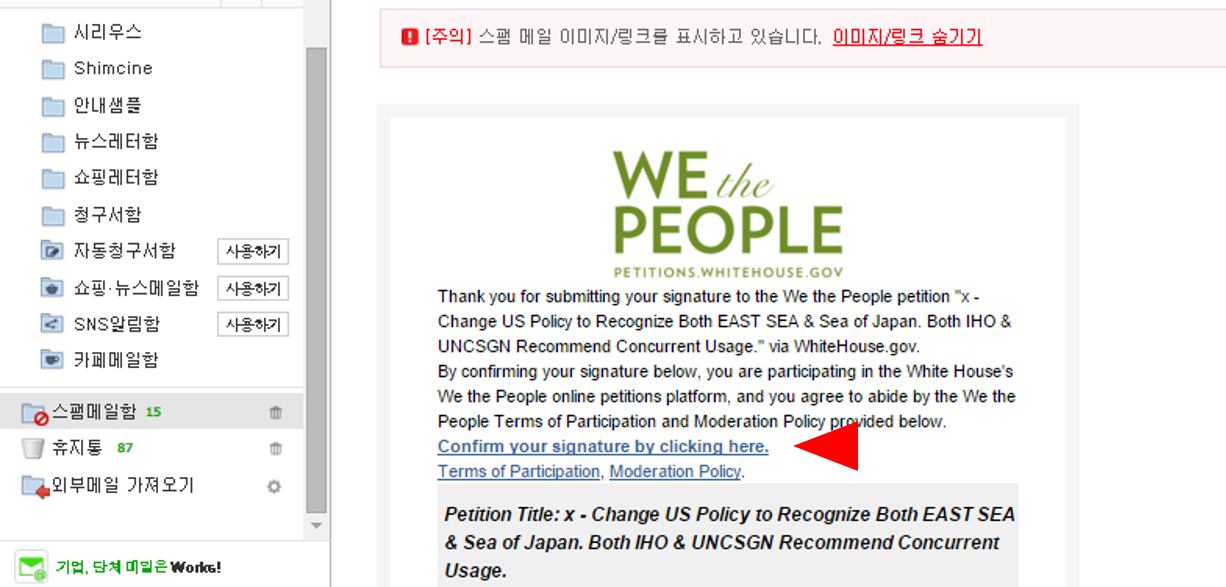 시리우스
Shimcine
안내샘플
뉴스레터함
쇼핑레터함
청구서함
자동청구서함 사용하기
쇼핑·뉴스메일함 사용하기
SNS알림함 사용하기
카페메일함
스팸메일함 15
휴지통 87
외부메일 가져오기
기업, 단체 메일은 Works!
[주의] 스팸 메일 이미지/링크를 표시하고 있습니다. 이미지/링크 숨기기
WE the
PEOPLE
PETITIONS.WHITEHOUSE.GOV
Thank you for submitting your signature to the We the People petition "x -
Change US Policy to Recognize Both EAST SEA & Sea of Japan. Both IHO &
UNCSGN Recommend Concurrent Usage." via WhiteHouse.gov.
By confirming your signature below, you are participating in the White House's
We the People online petitions platform, and you agree to abide by the We the
People Terms of Participation and Moderation Policy provided below.
Confirm your signature by clicking here.
Terms of Participation, Moderation Policy.
Petition Title: x - Change US Policy to Recognize Both EAST SEA
& Sea of Japan. Both IHO & UNCSGN Recommend Concurrent
Usage.